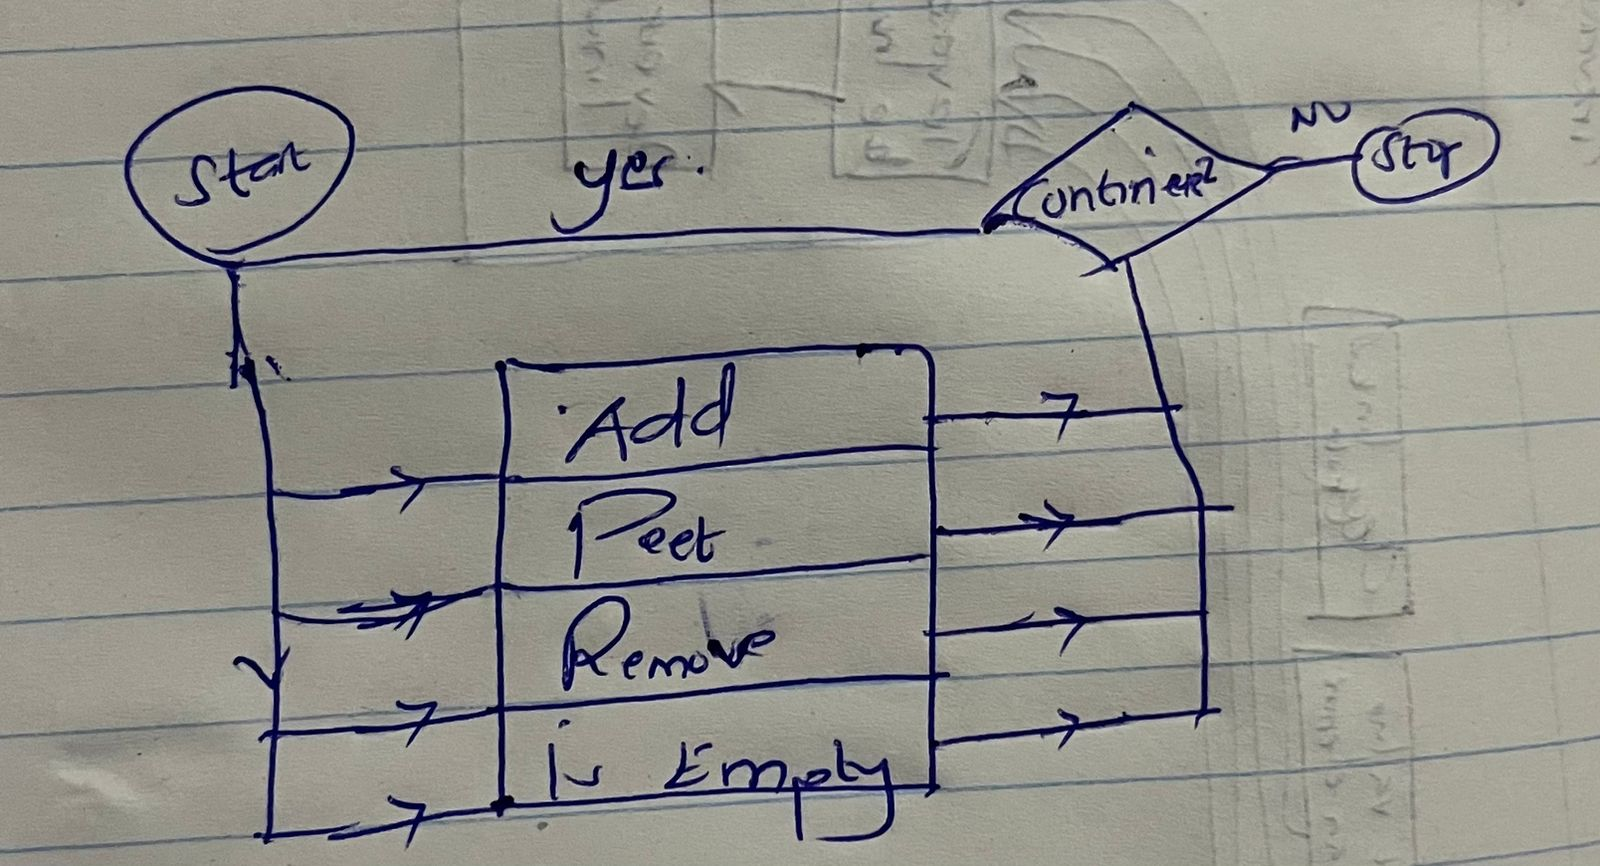 Start
yes.
Continue?
NO
Stop
Add
Peek
Remove
is Empty